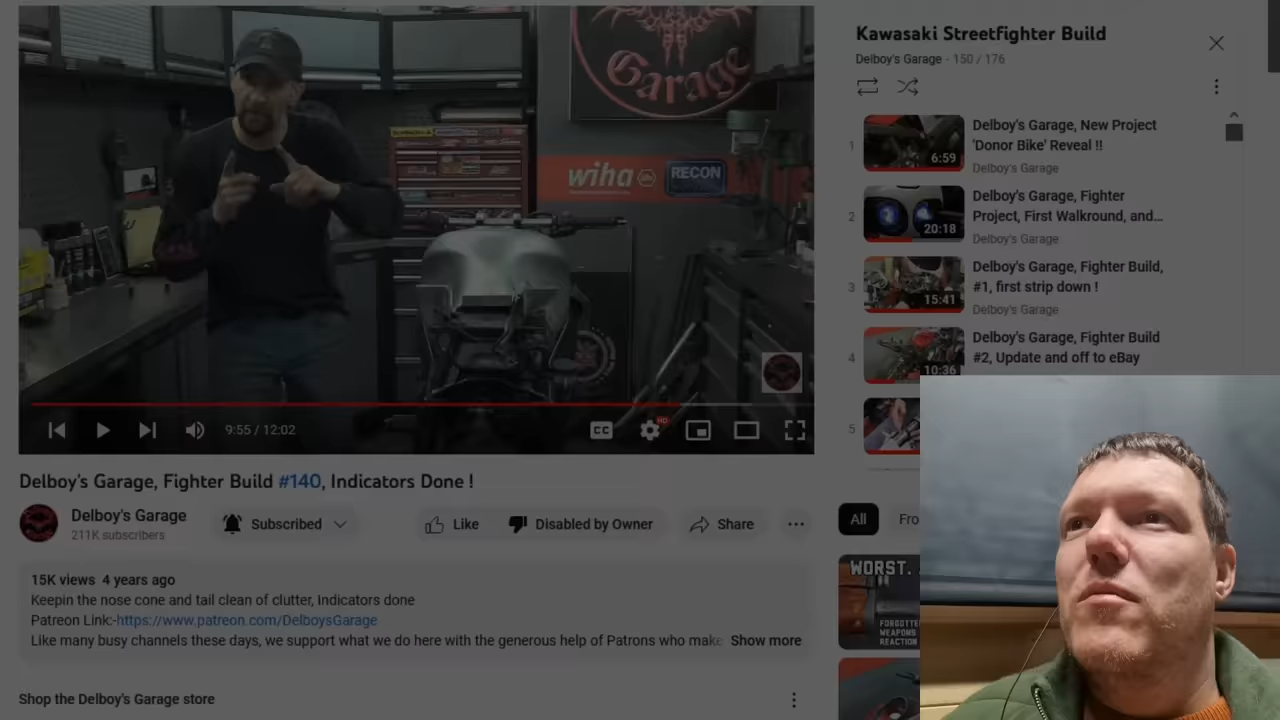 Garage
wiha
RECON
9:55 / 12:02
CC
HD
Delboy's Garage, Fighter Build #140, Indicators Done !
Delboy's Garage
211K subscribers
Subscribed
Like
Disabled by Owner
Share
15K views 4 years ago
Keepin the nose cone and tail clean of clutter, Indicators done
Patreon Link:-https://www.patreon.com/DelboysGarage
Like many busy channels these days, we support what we do here with the generous help of Patrons who make Show more
Shop the Delboy's Garage store
Kawasaki Streetfighter Build
Delboy's Garage - 150 / 176
1
6:59
Delboy's Garage, New Project
'Donor Bike' Reveal !!
Delboy's Garage
2
20:18
Delboy's Garage, Fighter
Project, First Walkround, and…
Delboy's Garage
3
15:41
Delboy's Garage, Fighter Build,
#1, first strip down !
Delboy's Garage
4
10:36
Delboy's Garage, Fighter Build
#2, Update and off to eBay
5
All
Fro
WORST.
FORGOTTEN
WEAPONS
REACTION